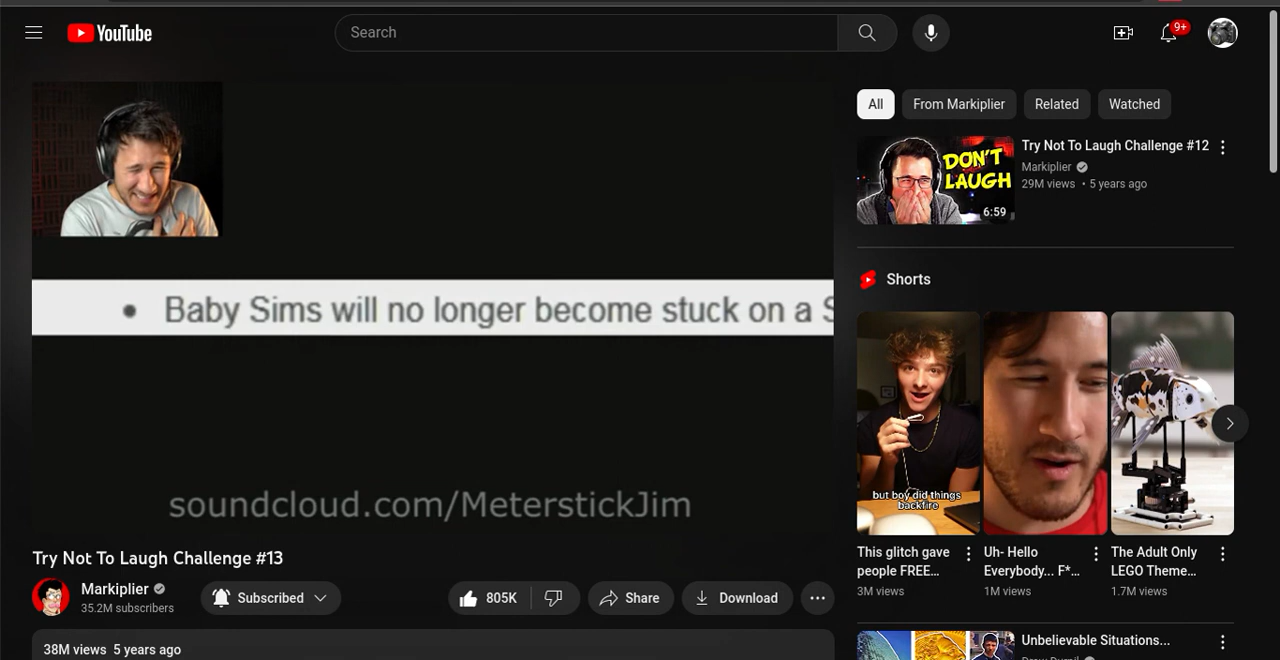 YouTube
Search
9+
All
From Markiplier
Related
Watched
DON'T
LAUGH
6:59
Try Not To Laugh Challenge #12
Markiplier
29M views • 5 years ago
• Baby Sims will no longer become stuck on a S
soundcloud.com/MeterstickJim
Shorts
but boy did things
backfire
This glitch gave
people FREE...
3M views
Uh- Hello
Everybody... F*...
1M views
The Adult Only
LEGO Theme...
1.7M views
Try Not To Laugh Challenge #13
Markiplier
35.2M subscribers
Subscribed
805K
Share
Download
38M views 5 years ago
Unbelievable Situations...